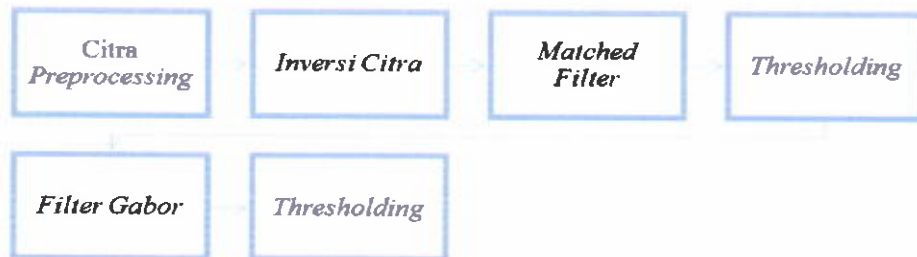 Citra
Preprocessing
Inversi Citra
Matched
Filter
Thresholding
Filter Gabor
Thresholding